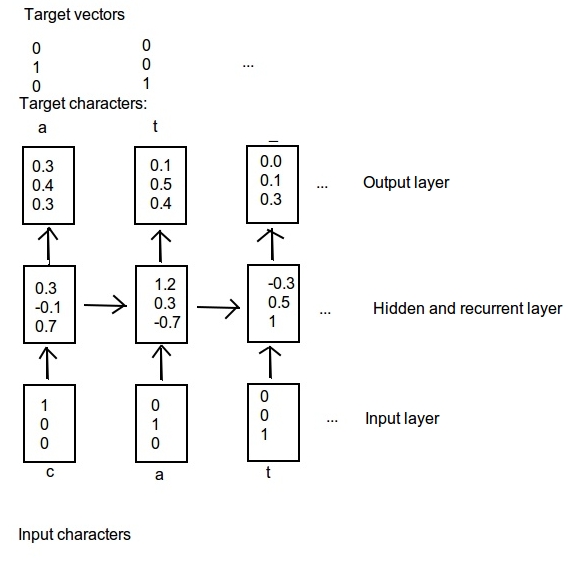 Target vectors
0 0
1 0 ...
0 1
Target characters:
a t _
0.3 0.1 0.0
0.4 0.5 0.1 ... Output layer
0.3 0.4 0.3
0.3 1.2 -0.3
-0.1 0.3 0.5 ... Hidden and recurrent layer
0.7 -0.7 1
1 0 0
0 1 0 ... Input layer
0 0 1
c a t
Input characters